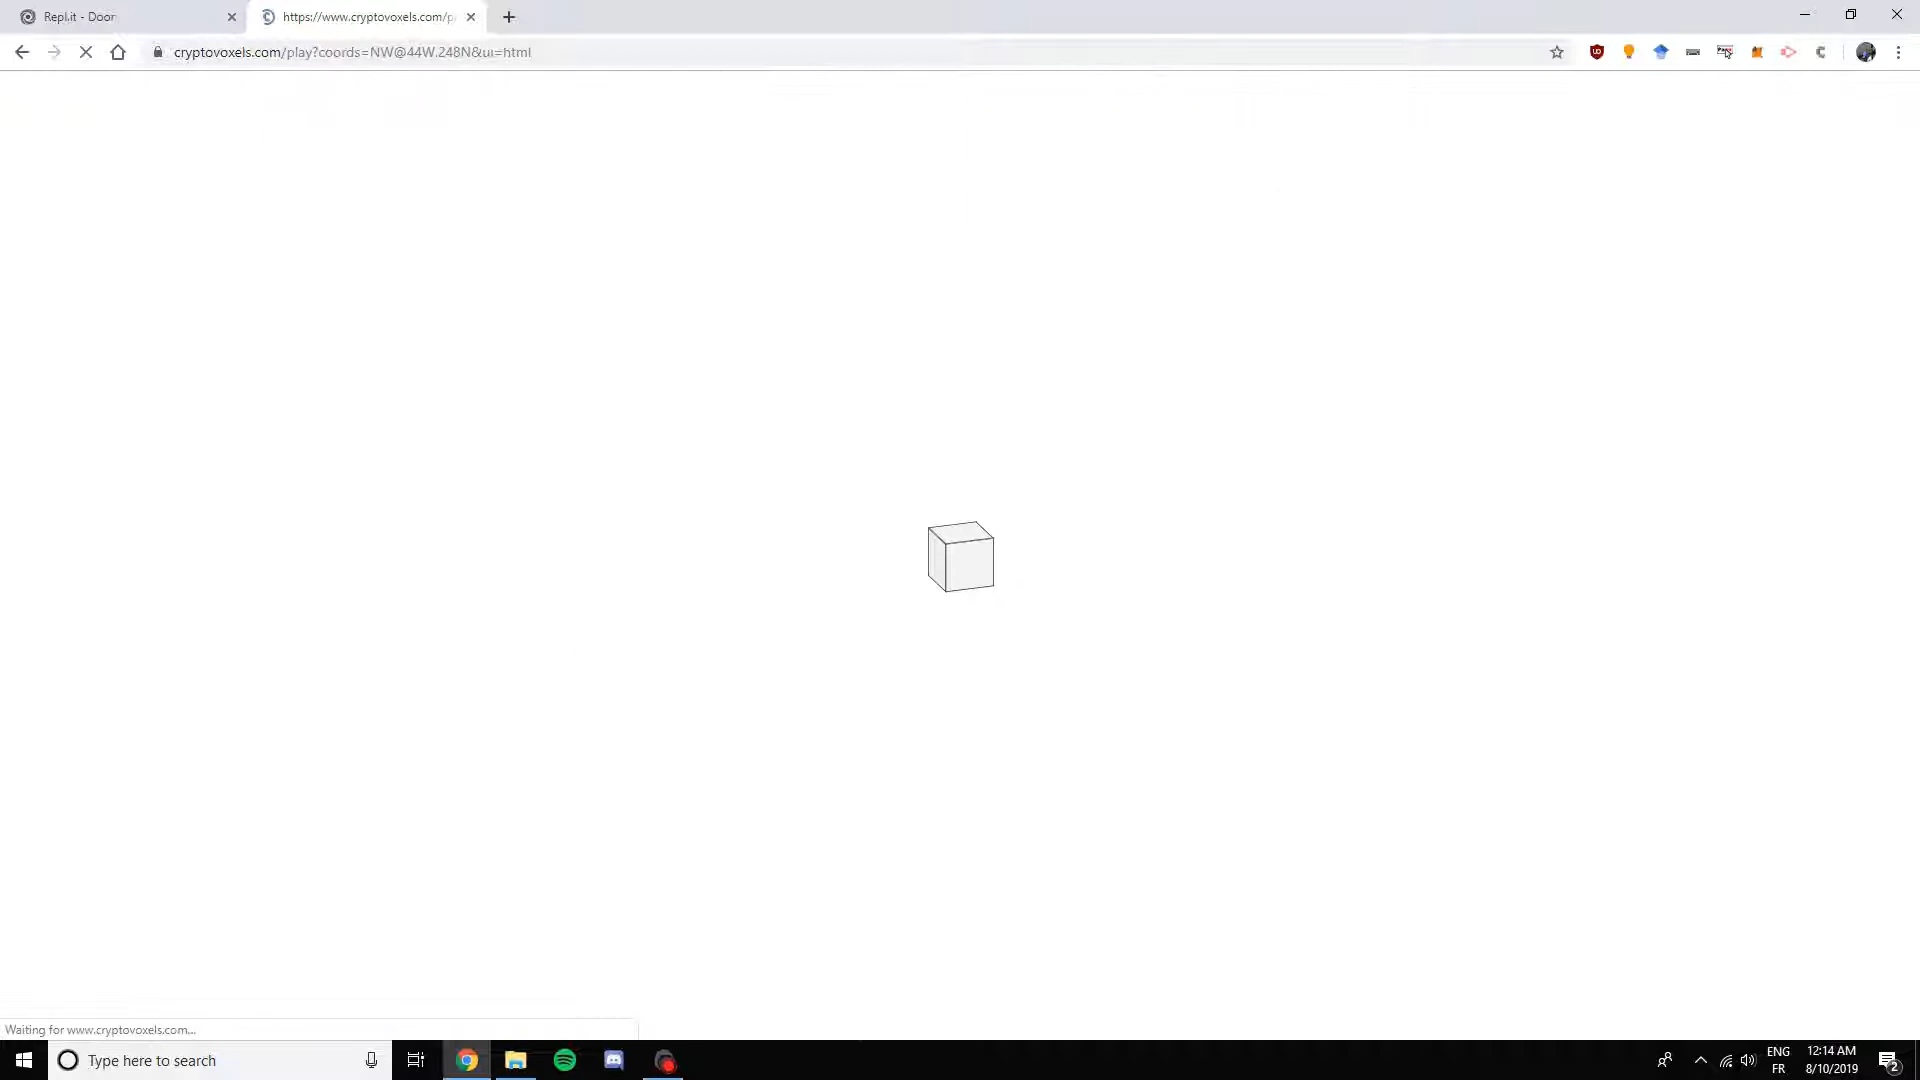 Repl.it - Door
https://www.cryptovoxels.com/p
cryptovoxels.com/play?coords=NW@44W,248N&ui=html
Waiting for www.cryptovoxels.com...
Type here to search
ENG
FR
12:14 AM
8/10/2019
2